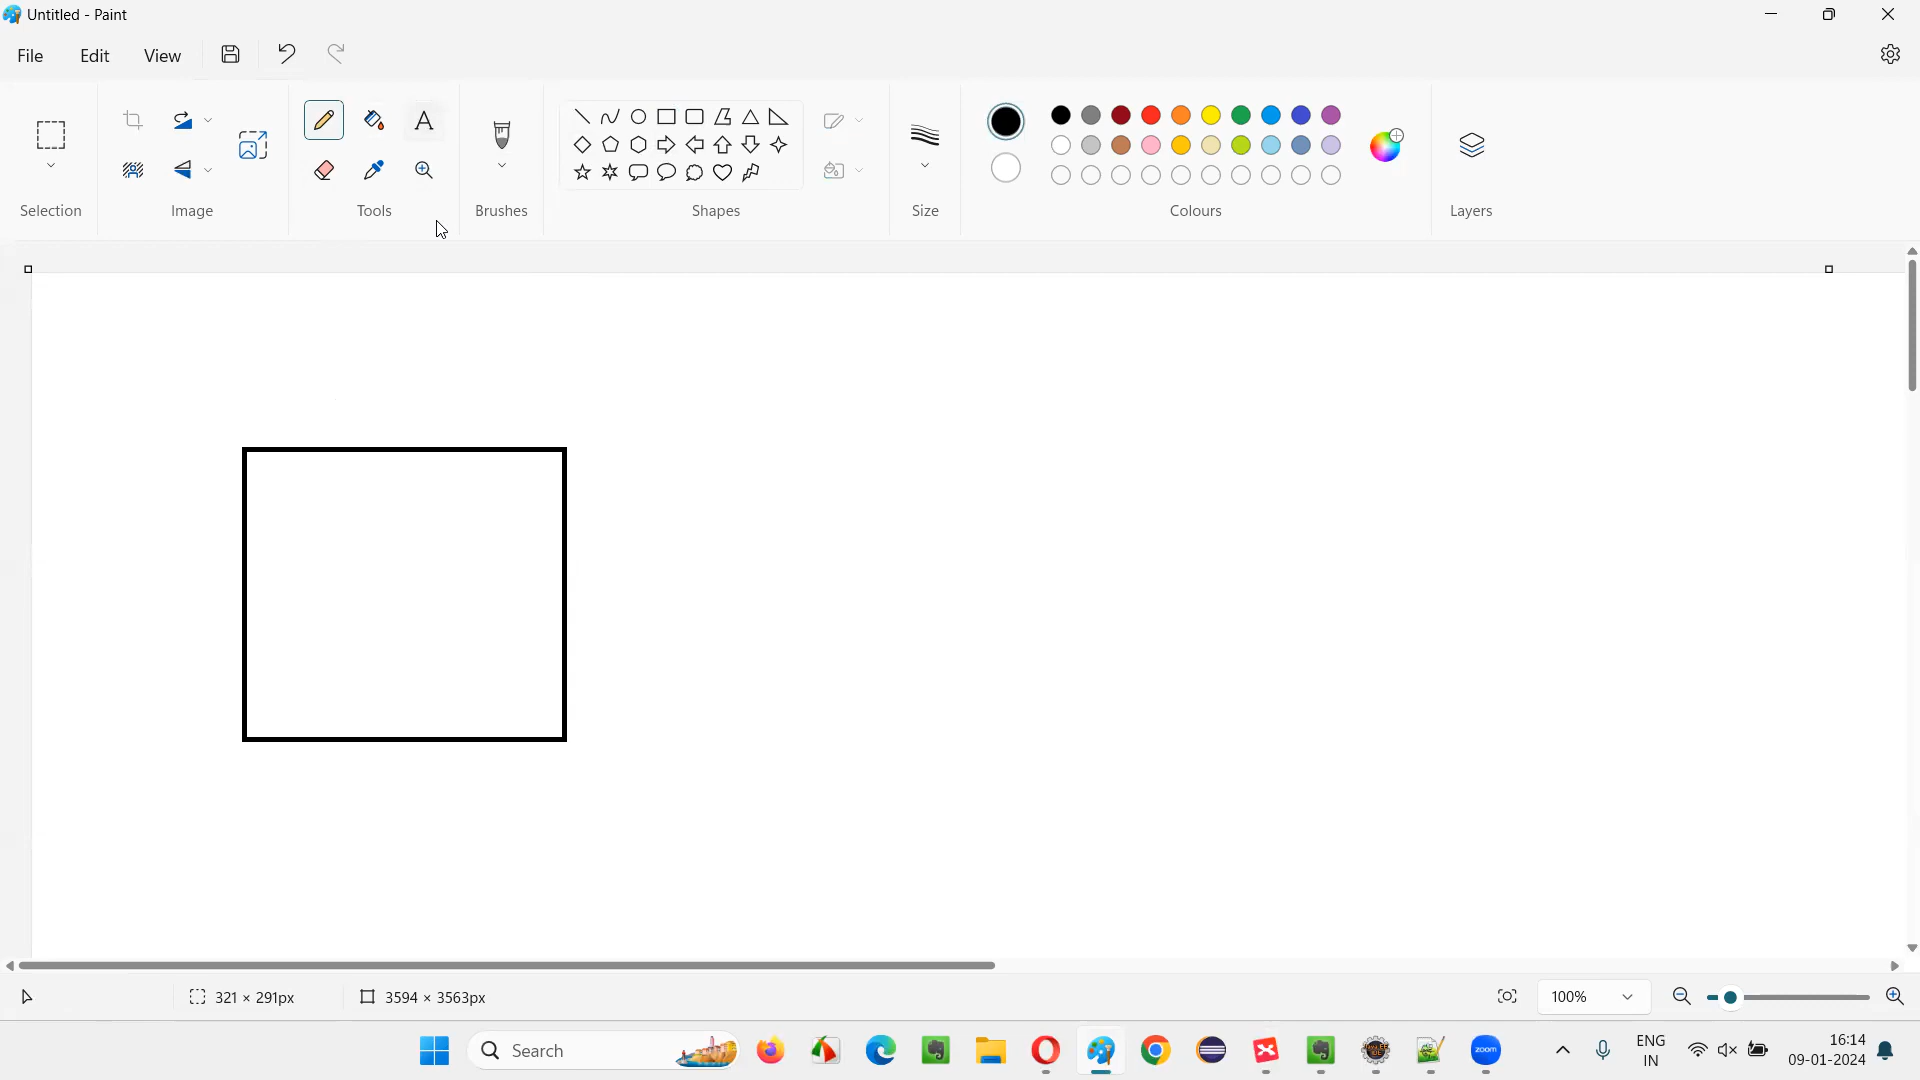 Untitled - Paint
File Edit View
Selection Image Tools Brushes Shapes Size Colours Layers
321 × 291px 3594 × 3563px 100%
Search zoom ENG 16:14
IN 09-01-2024